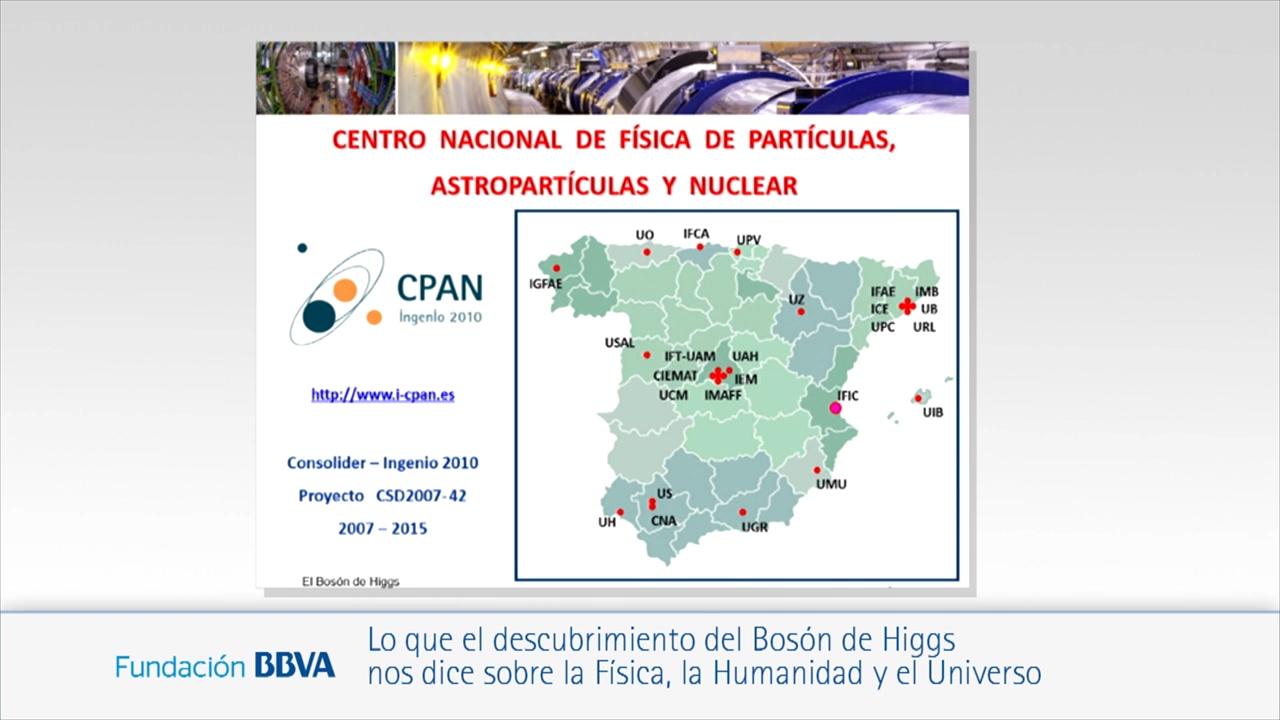 CENTRO NACIONAL DE FÍSICA DE PARTÍCULAS,
ASTROPARTÍCULAS Y NUCLEAR
CPAN
Ingenio 2010
http://www.i-cpan.es
Consolider – Ingenio 2010
Proyecto CSD2007-42
2007 – 2015
El Bosón de Higgs
UO
IFCA
UPV
IGFAE
UZ
IFAE IMB
ICE UB
UPC URL
USAL
IFT-UAM UAH
CIEMAT IEM
UCM IMAFF
IFIC
UIB
UMU
US
UH
CNA
UGR
Fundación BBVA
Lo que el descubrimiento del Bosón de Higgs
nos dice sobre la Física, la Humanidad y el Universo